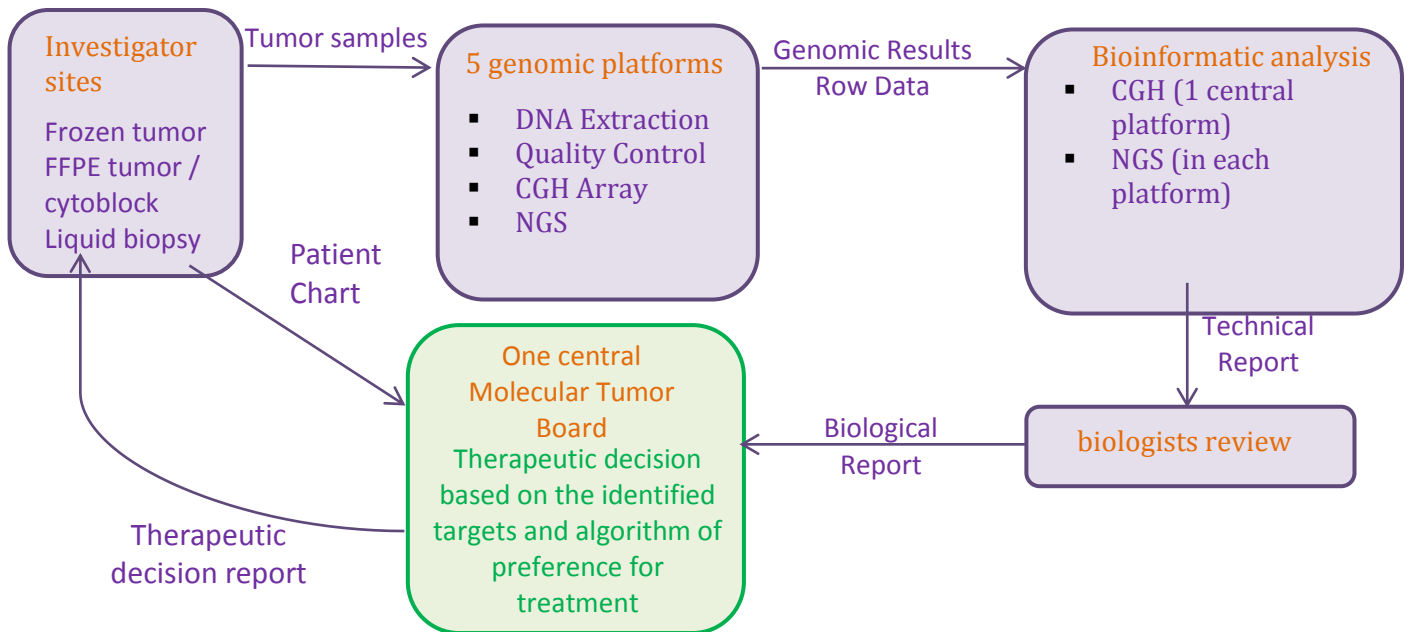 Investigator
sites
Frozen tumor
FFPE tumor /
cytoblock
Liquid biopsy
Tumor samples
5 genomic platforms
▪ DNA Extraction
▪ Quality Control
▪ CGH Array
▪ NGS
Genomic Results
Row Data
Bioinformatic analysis
▪ CGH (1 central
platform)
▪ NGS (in each
platform)
Patient
Chart
Technical
Report
One central
Molecular Tumor
Board
Therapeutic decision
based on the identified
targets and algorithm of
preference for
treatment
Biological
Report
biologists review
Therapeutic
decision report